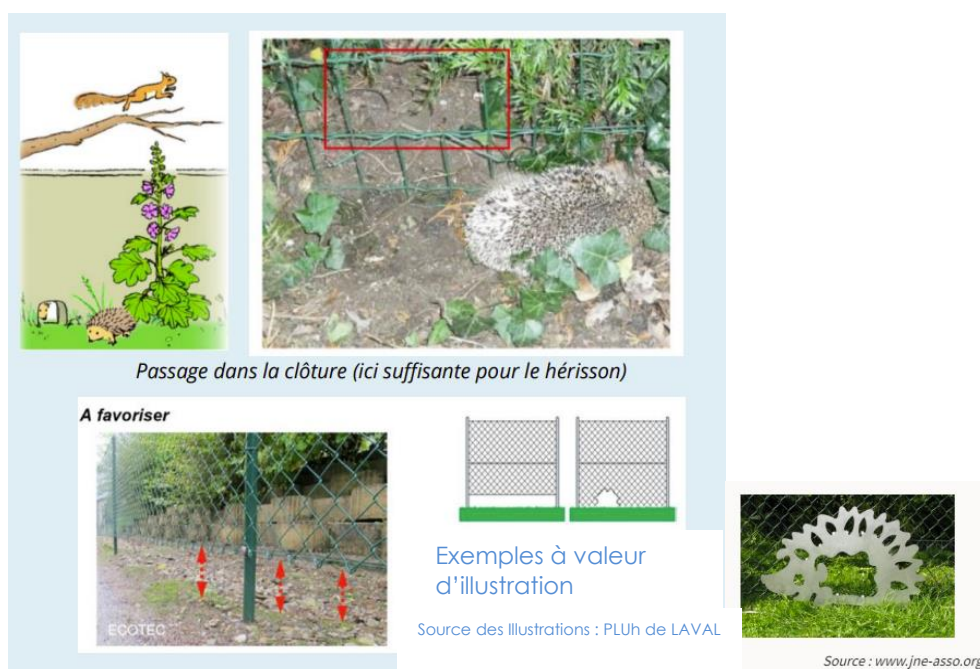 Passage dans la clôture (ici suffisante pour le hérisson)
A favoriser
ECOTEC
Exemples à valeur
d'illustration
Source des Illustrations : PLUh de LAVAL
Source : www.jne-asso.org